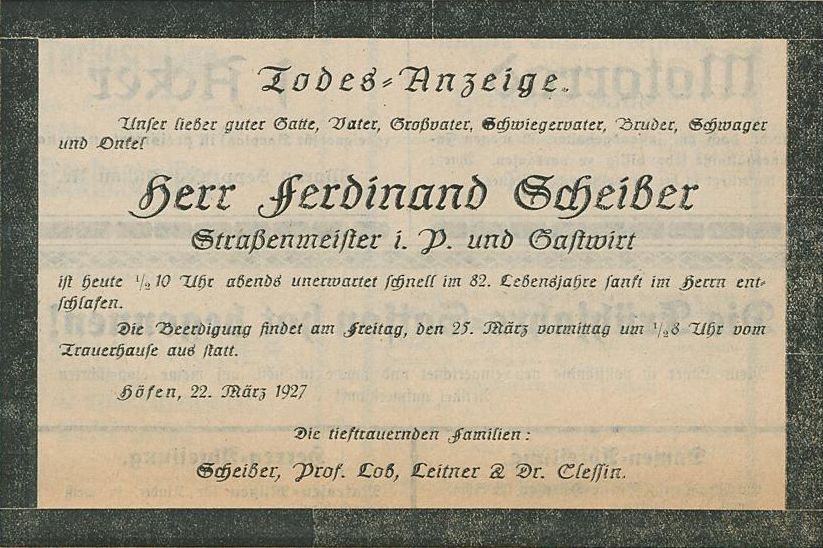 Todes-Anzeige.
Unser lieber guter Gatte, Vater, Großvater, Schwiegervater, Bruder, Schwager
und Onkel
Herr Ferdinand Scheiber
Straßenmeister i. P. und Gastwirt
ist heute ½10 Uhr abends unerwartet schnell im 82. Lebensjahre sanft im Herrn ent-
schlafen.
Die Beerdigung findet am Freitag, den 25. März vormittag um ½8 Uhr vom
Trauerhause aus statt.
Höfen, 22. März 1927
Die tieftrauernden Familien:
Scheiber, Prof. Lob, Leitner & Dr. Clessin.